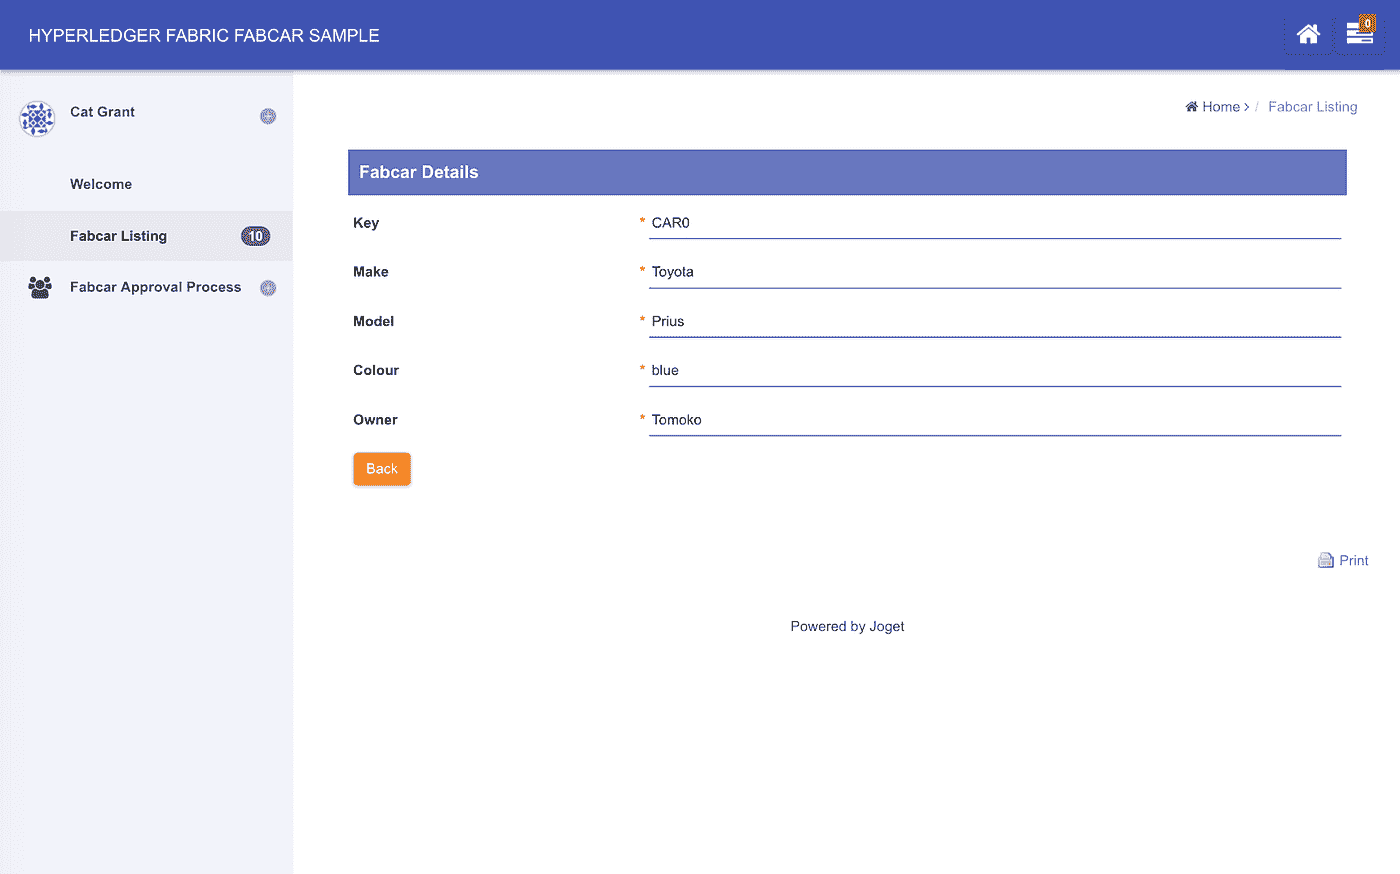 HYPERLEDGER FABRIC FABCAR SAMPLE
0
Cat Grant
Welcome
Fabcar Listing 10
Fabcar Approval Process
Home > / Fabcar Listing
Fabcar Details
Key * CAR0
Make * Toyota
Model * Prius
Colour * blue
Owner * Tomoko
Back
Print
Powered by Joget